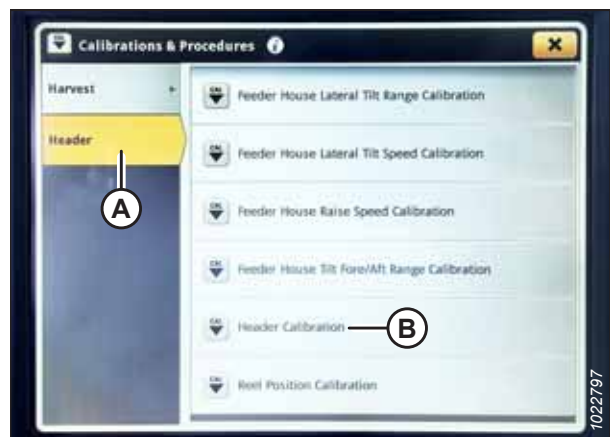 Calibrations & Procedures
Harvest
Header
Feeder House Lateral Tilt Range Calibration
Feeder House Lateral Tilt Speed Calibration
Feeder House Raise Speed Calibration
Feeder House Tilt Fore/Aft Range Calibration
Header Calibration
Reel Position Calibration
A
B
1022797